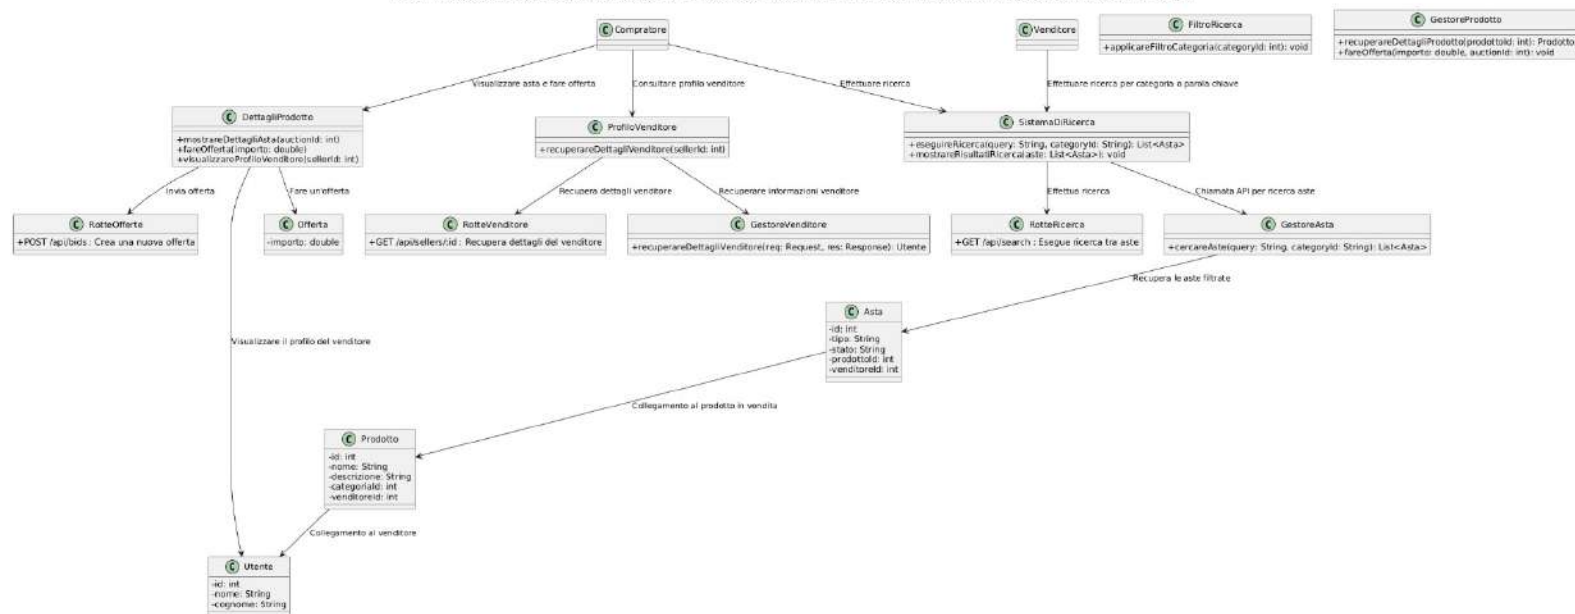 Compratore
Venditore
FiltroRicerca
+applicareFiltroCategoria(categoryId: int): void
GestoreProdotto
+recuperareDettagliProdotto(prodottoId: int): Prodotto
+fareOfferta(importo: double, auctionId: int): void
Visualizzare asta e fare offerta
Consultare profilo venditore
Effettuare ricerca
Effettuare ricerca per categoria o parola chiave
DettagliProdotto
+mostrareDettagliAsta(auctionId: int)
+fareOfferta(importo: double)
+visualizzareProfiloVenditore(sellerId: int)
ProfiloVenditore
+recuperareDettagliVenditore(sellerId: int)
SistemaDiRicerca
+eseguireRicerca(query: String, categoryId: String): List<Asta>
+mostrareRisultatiRicerca(aste: List<Asta>): void
Invia offerta
Fare un'offerta
Recupera dettagli venditore
Recuperare informazioni venditore
Effettua ricerca
Chiamata API per ricerca aste
RotteOfferte
+POST /api/bids : Crea una nuova offerta
Offerta
-importo: double
RotteVenditore
+GET /api/sellers/:id : Recupera dettagli del venditore
GestoreVenditore
+recuperareDettagliVenditore(req: Request, res: Response): Utente
RotteRicerca
+GET /api/search : Esegue ricerca tra aste
GestoreAsta
+cercareAste(query: String, categoryId: String): List<Asta>
Recupera le aste filtrate
Asta
-id: int
-tipo: String
-stato: String
-prodottoId: int
-venditoreId: int
Visualizzare il profilo del venditore
Collegamento al prodotto in vendita
Prodotto
-id: int
-nome: String
-descrizione: String
-categoriaId: int
-venditoreId: int
Collegamento al venditore
Utente
-id: int
-nome: String
-cognome: String